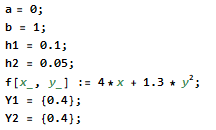 a = 0;
b = 1;
h1 = 0.1;
h2 = 0.05;
f[x_, y_] := 4*x + 1.3 * y²;
Y1 = {0.4};
Y2 = {0.4};